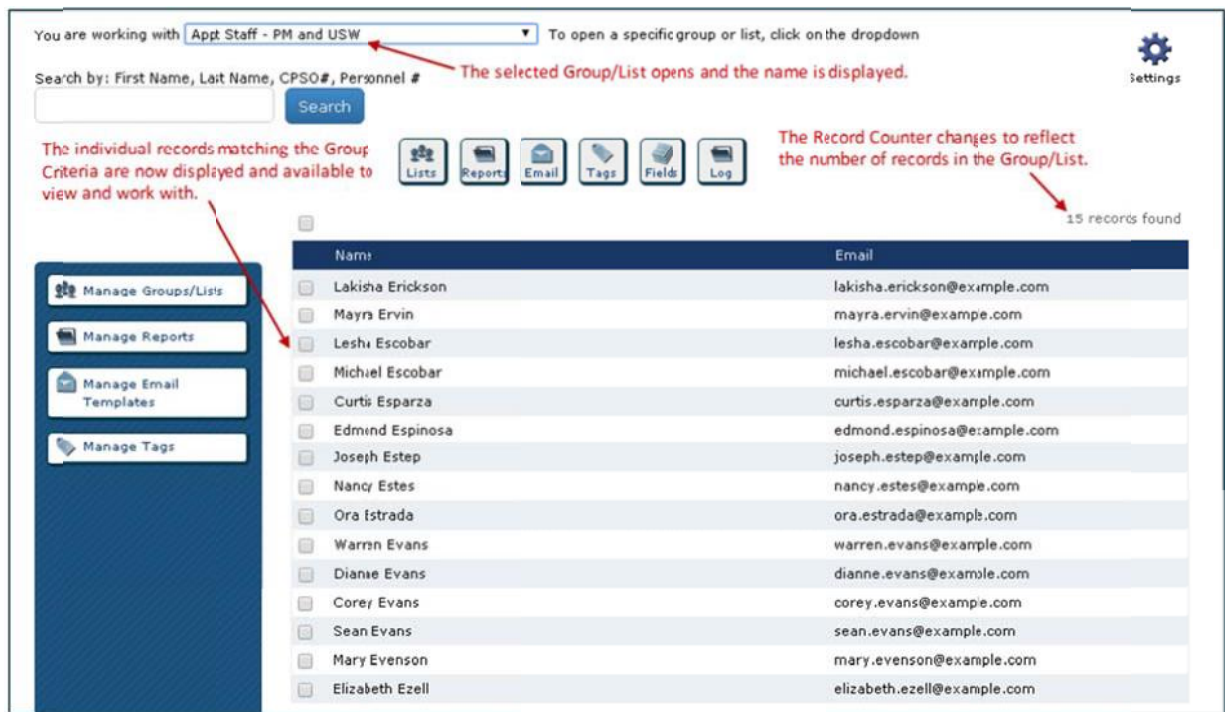 You are working with Appt Staff - PM and USW To open a specific group or list, click on the dropdown
The selected Group/List opens and the name is displayed.
Settings
Search by: First Name, Last Name, CPSO#, Personnel #
Search
The individual records matching the Group
Criteria are now displayed and available to
view and work with.
Lists Reports Email Tags Fields Log
The Record Counter changes to reflect
the number of records in the Group/List.
15 records found
Name Email
Manage Groups/Lists
Manage Reports
Manage Email
Templates
Manage Tags
Lakisha Erickson lakisha.erickson@example.com
Mayra Ervin mayra.ervin@example.com
Lesha Escobar lesha.escobar@example.com
Michael Escobar michael.escobar@example.com
Curtis Esparza curtis.esparza@example.com
Edmond Espinosa edmond.espinosa@example.com
Joseph Estep joseph.estep@example.com
Nancy Estes nancy.estes@example.com
Ora Estrada ora.estrada@example.com
Warren Evans warren.evans@example.com
Dianne Evans dianne.evans@example.com
Corey Evans corey.evans@example.com
Sean Evans sean.evans@example.com
Mary Evenson mary.evenson@example.com
Elizabeth Ezell elizabeth.ezell@example.com